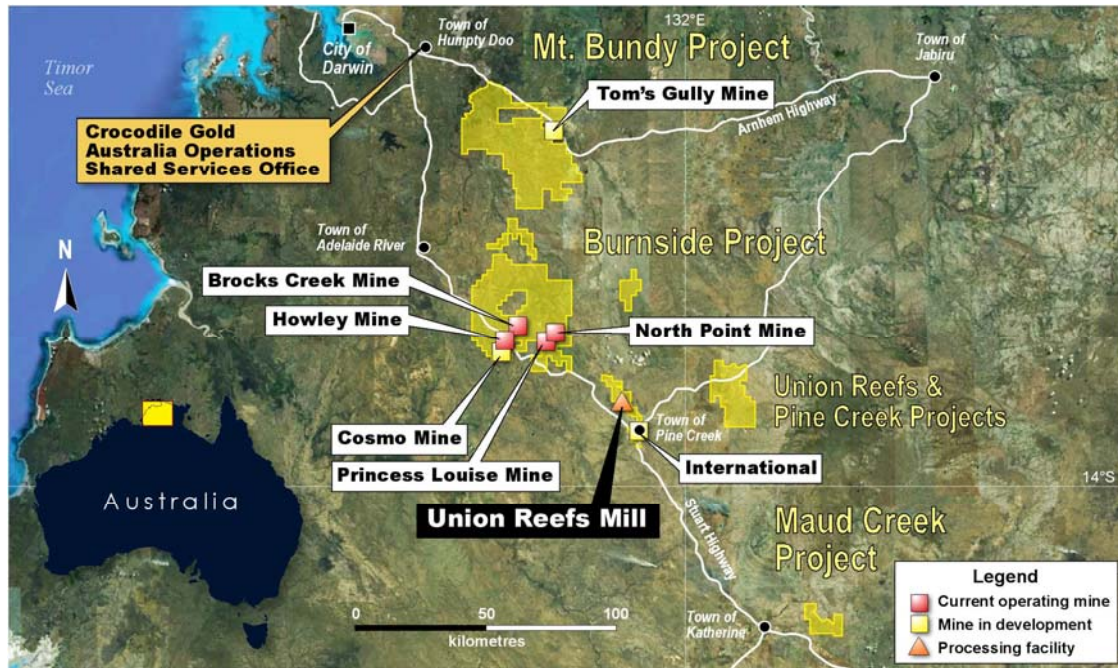 132°E
Timor
Sea
City of
Darwin
Town of
Humpty Doo
Mt. Bundy Project
Town of
Jabiru
Tom's Gully Mine
Arnhem Highway
Crocodile Gold
Australia Operations
Shared Services Office
Town of
Adelaide River
Burnside Project
N
Brocks Creek Mine
Howley Mine
North Point Mine
Union Reefs &
Pine Creek Projects
Town of
Pine Creek
Cosmo Mine
Princess Louise Mine
International
14°S
Australia
Union Reefs Mill
Stuart Highway
Maud Creek
Project
0 50 100
kilometres
Town of
Katherine
Legend
Current operating mine
Mine in development
Processing facility